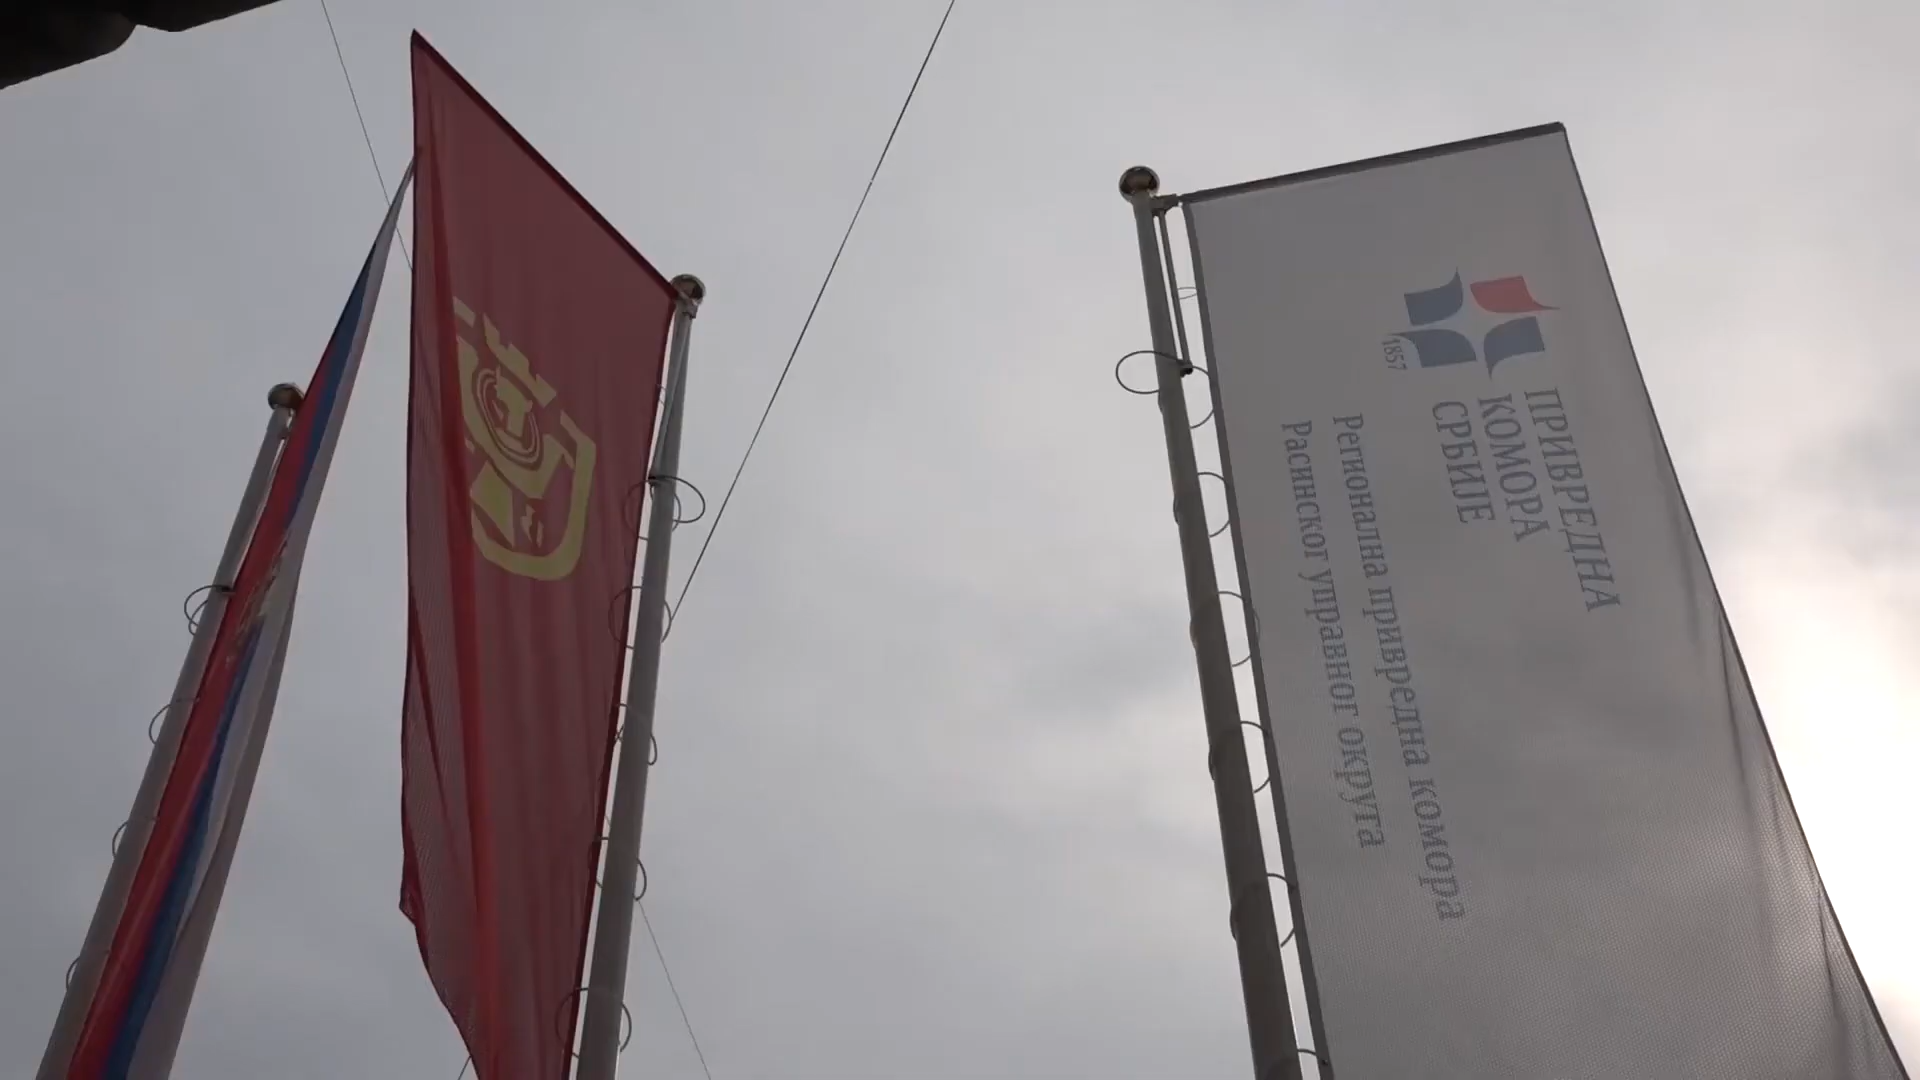 1857
ПРИВРЕДНА
КОМОРА
СРБИЈЕ
Регионална привредна комора
Расинског управног округа